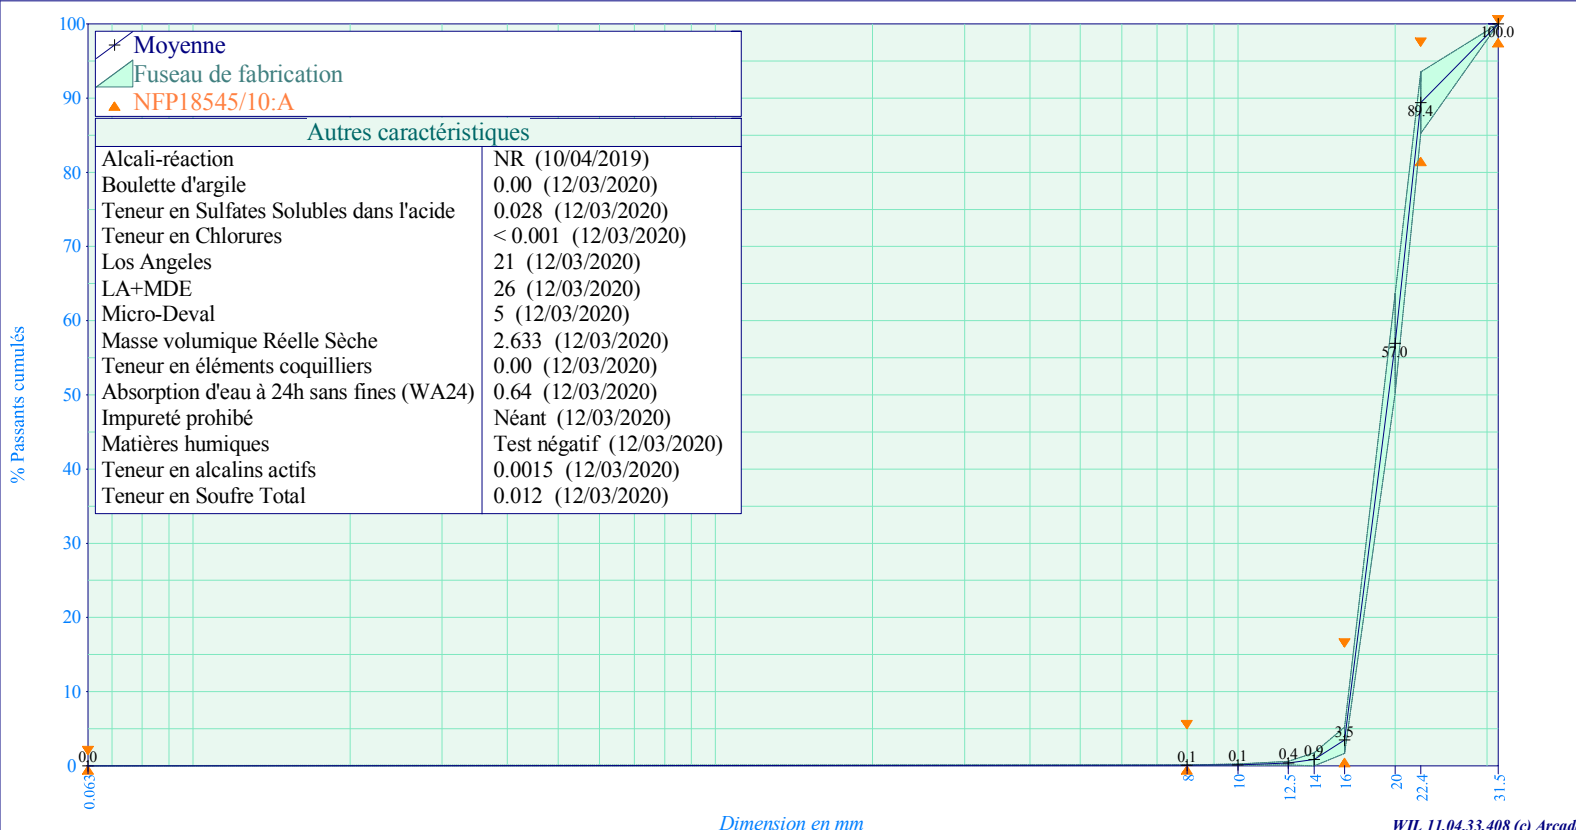 100
90
80
70
60
50
40
30
20
10
0
% Passants cumulés
Moyenne
Fuseau de fabrication
NFP18545/10:A
Autres caractéristiques
Alcali-réaction NR (10/04/2019)
Boulette d'argile 0.00 (12/03/2020)
Teneur en Sulfates Solubles dans l'acide 0.028 (12/03/2020)
Teneur en Chlorures < 0.001 (12/03/2020)
Los Angeles 21 (12/03/2020)
LA+MDE 26 (12/03/2020)
Micro-Deval 5 (12/03/2020)
Masse volumique Réelle Sèche 2.633 (12/03/2020)
Teneur en éléments coquilliers 0.00 (12/03/2020)
Absorption d'eau à 24h sans fines (WA24) 0.64 (12/03/2020)
Impureté prohibé Néant (12/03/2020)
Matières humiques Test négatif (12/03/2020)
Teneur en alcalins actifs 0.0015 (12/03/2020)
Teneur en Soufre Total 0.012 (12/03/2020)
100.0
89.4
57.0
3.5
0.0 0.1 0.1 0.4 0.9
0.063 8 10 12.5 14 16 20 22.4 31.5
Dimension en mm
WIL 11.04.33.408 (c) Arcad